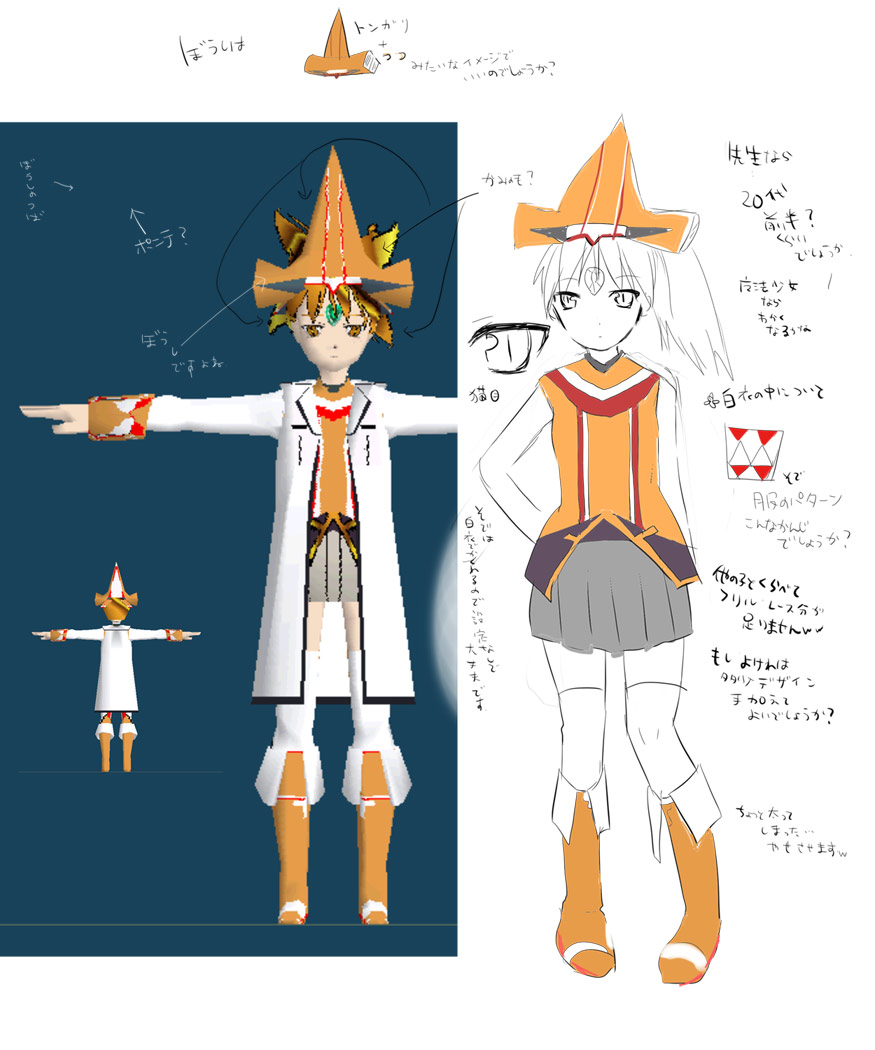 ぼうしは
トンガリ
+
つつ
みたいなイメージで
いいのでしょうか?
ぼうしのつば
ポニテ?
かみのも?
ぼうし
ですよね
猫目
そでは
白衣でかくれるので設定なしで
大丈夫です。
先生なら
20代
前半?
くらい
でしょうか
魔法少女
なら
わかく
なるかな
白衣の中について
そで
服のパターン
こんなかんじ
でしょうか?
他の子とくらべて
フリル・レース分が
足りませんww
もしよければ
デザイン
手加えて
よいでしょうか?
ちょっと太って
しまった…
やせさせますw